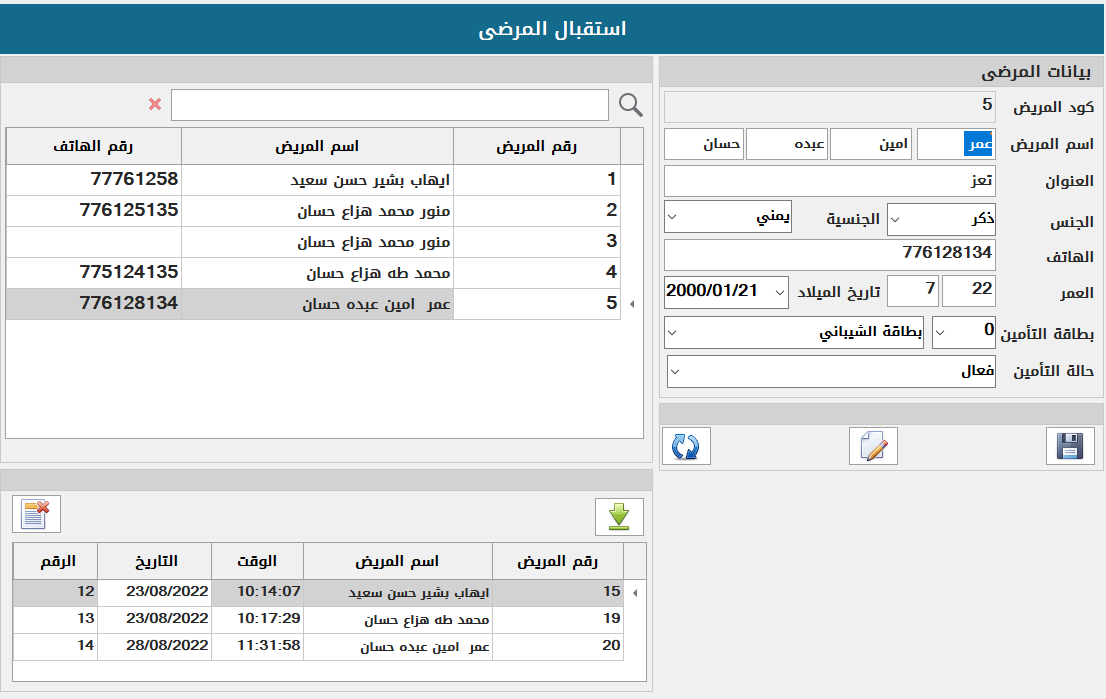 استقبال المرضى
بيانات المرضى
كود المريض 5
اسم المريض عمر امين عبده حسان
العنوان تعز
الجنس ذكر الجنسية يمني
الهاتف 776128134
العمر 22 7 تاريخ الميلاد 2000/01/21
بطاقة التأمين 0 بطاقة الشيباني
حالة التأمين فعال
رقم المريض اسم المريض رقم الهاتف
1 ايهاب بشير حسن سعيد 77761258
2 منور محمد هزاع حسان 776125135
3 منور محمد هزاع حسان
4 محمد طه هزاع حسان 775124135
5 عمر امين عبده حسان 776128134
رقم المريض اسم المريض الوقت التاريخ الرقم
15 ايهاب بشير حسن سعيد 10:14:07 23/08/2022 12
19 محمد طه هزاع حسان 10:17:29 23/08/2022 13
20 عمر امين عبده حسان 11:31:58 28/08/2022 14